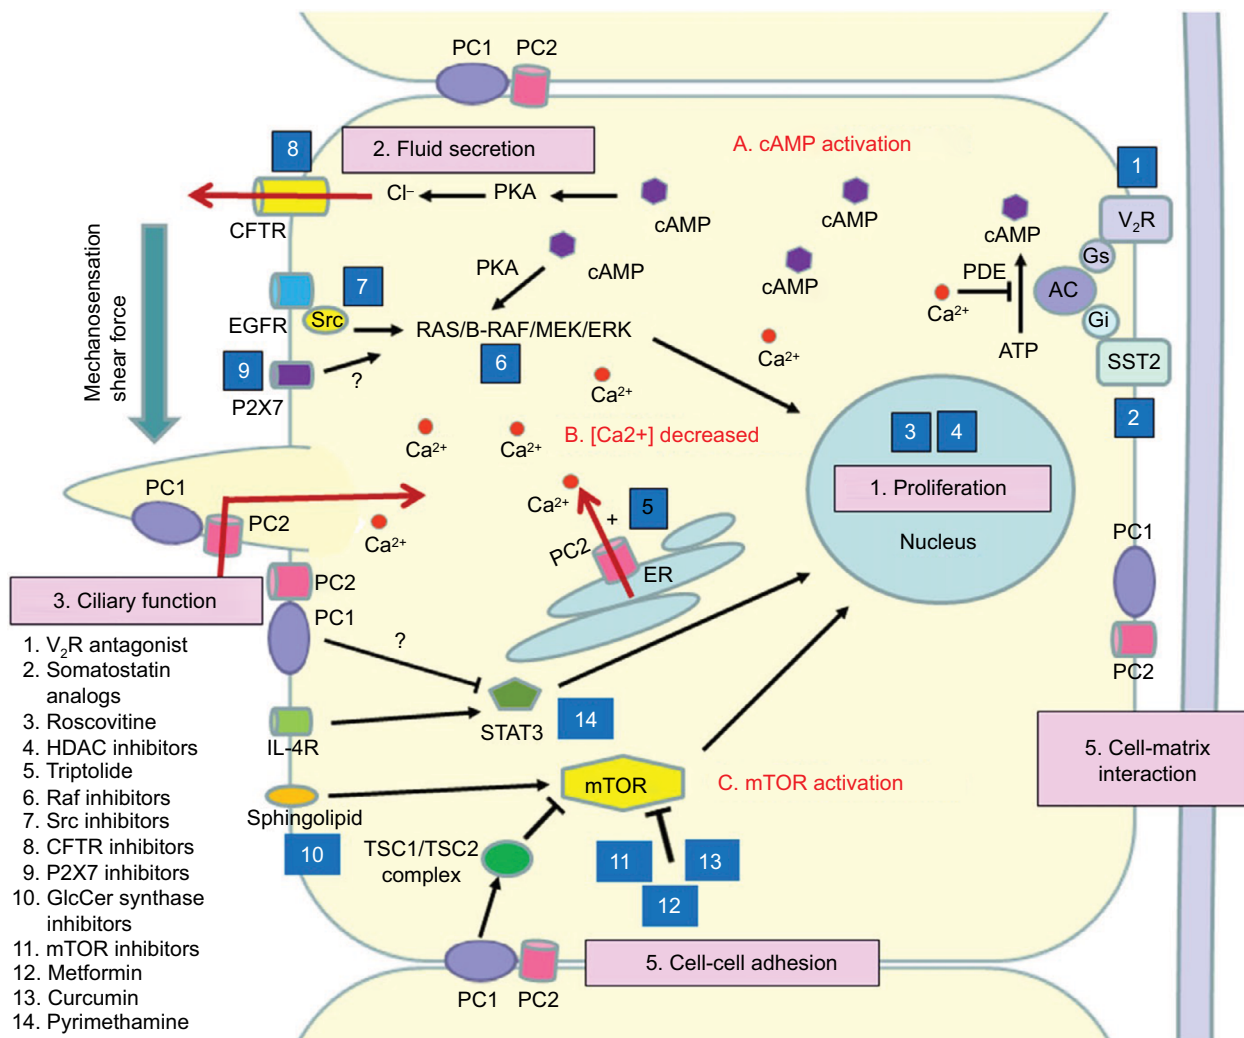 PC1 PC2
8
2. Fluid secretion
A. cAMP activation
1
Cl⁻
PKA
cAMP
cAMP
cAMP
V₂R
CFTR
Gs
PKA
cAMP
cAMP
PDE
AC
7
Ca²⁺
Gi
EGFR
Src
RAS/B-RAF/MEK/ERK
ATP
Ca²⁺
SST2
9
?
6
P2X7
Ca²⁺
Mechanosensation
shear force
2
Ca²⁺
Ca²⁺
B. [Ca2+] decreased
3 4
PC1
1. Proliferation
Ca²⁺
5
+
PC2
Ca²⁺
PC2
Nucleus
PC1
ER
PC2
3. Ciliary function
PC1
?
PC2
STAT3
14
IL-4R
5. Cell-matrix
interaction
mTOR
C. mTOR activation
Sphingolipid
10
TSC1/TSC2
complex
11
13
12
5. Cell-cell adhesion
PC1 PC2
1. V₂R antagonist
2. Somatostatin
analogs
3. Roscovitine
4. HDAC inhibitors
5. Triptolide
6. Raf inhibitors
7. Src inhibitors
8. CFTR inhibitors
9. P2X7 inhibitors
10. GlcCer synthase
inhibitors
11. mTOR inhibitors
12. Metformin
13. Curcumin
14. Pyrimethamine